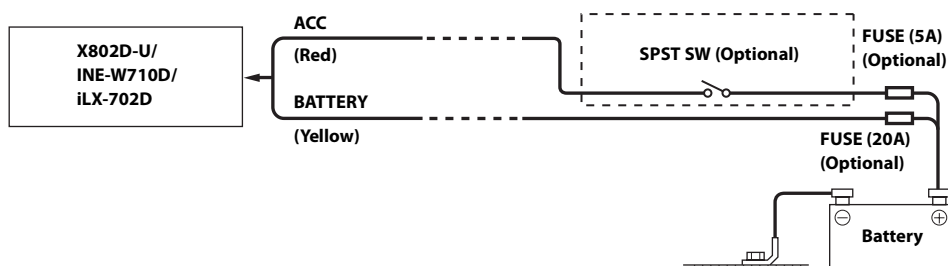 X802D-U/
INE-W710D/
iLX-702D
ACC
(Red)
BATTERY
(Yellow)
SPST SW (Optional)
FUSE (5A)
(Optional)
FUSE (20A)
(Optional)
Battery